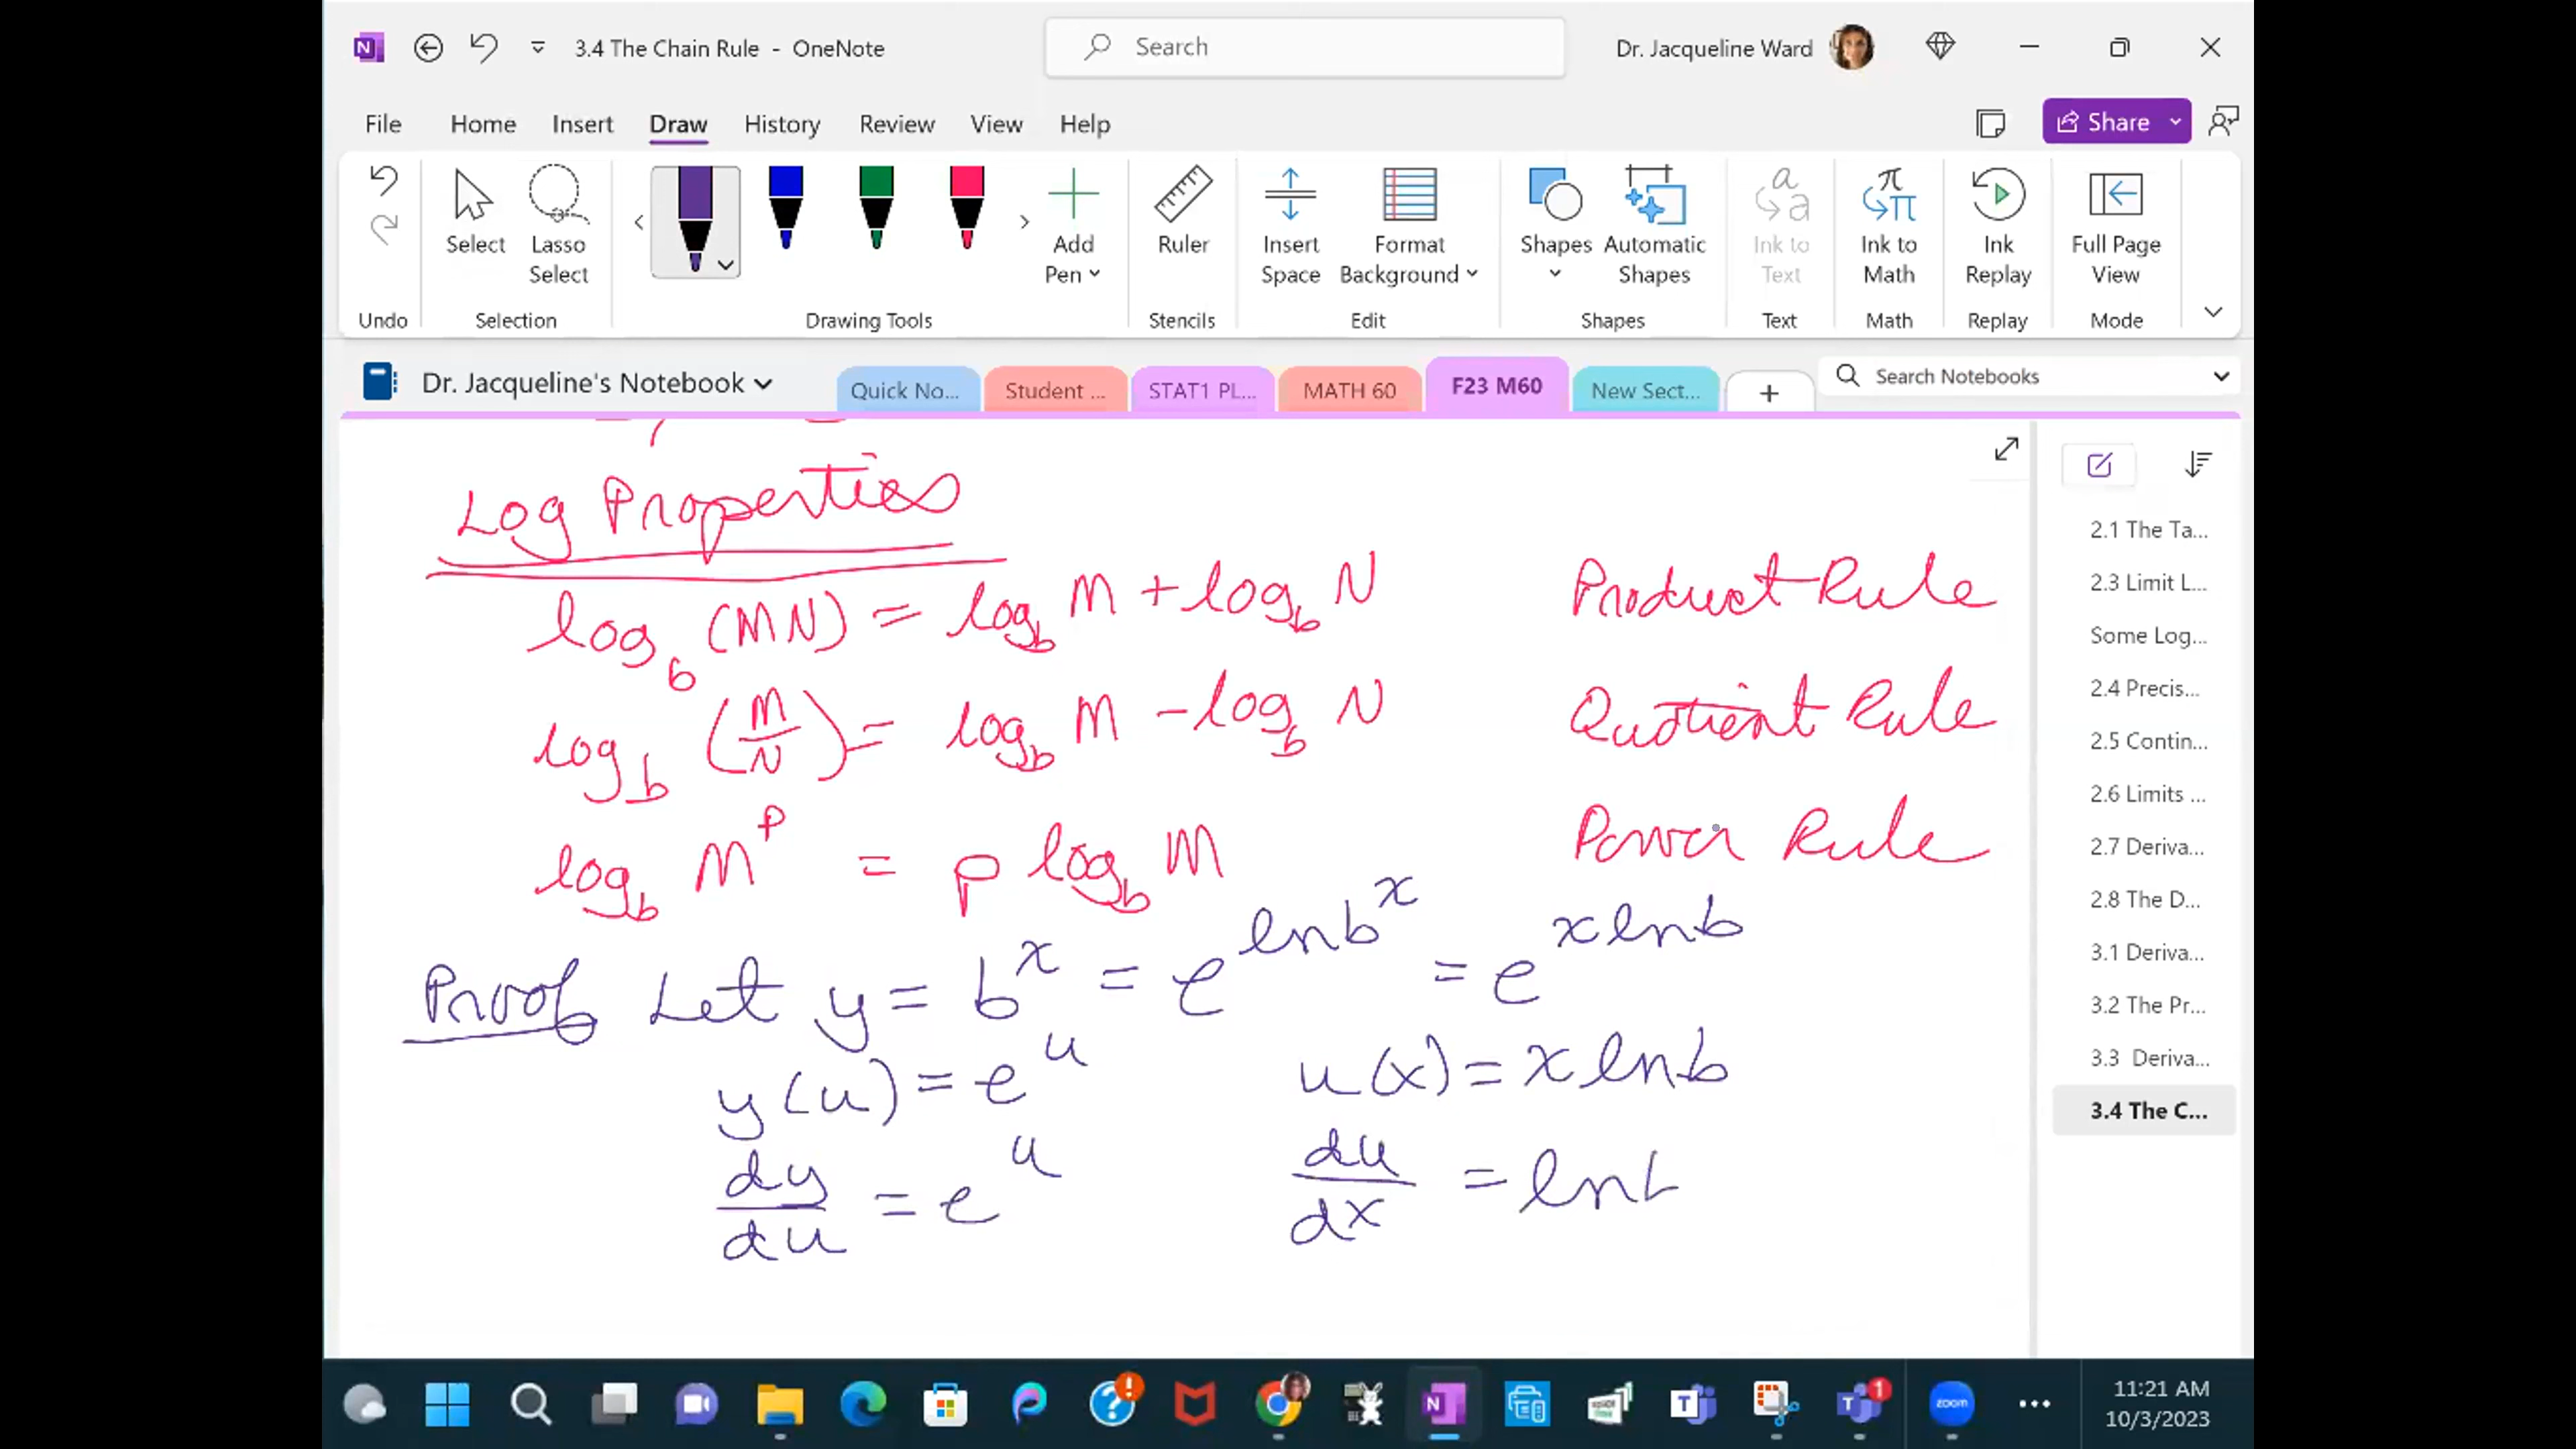 3.4 The Chain Rule - OneNote
Search
Dr. Jacqueline Ward
File Home Insert Draw History Review View Help
Share
Select
Lasso Select
Add Pen
Ruler
Insert Space
Format Background
Shapes
Automatic Shapes
Ink to Text
Ink to Math
Ink Replay
Full Page View
Undo Selection Drawing Tools Stencils Edit Shapes Text Math Replay Mode
Dr. Jacqueline's Notebook
Quick No... Student ... STAT1 PL... MATH 60 F23 M60 New Sect... +
Search Notebooks
Log Properties
log_b (MN) = log_b M + log_b N Product Rule
log_b (M/N) = log_b M - log_b N Quotient Rule
log_b M^p = p log_b M Power Rule
Proof Let y = b^x = e^(ln b^x) = e^(x ln b)
y(u) = e^u u(x) = x ln b
dy/du = e^u du/dx = ln b
2.1 The Ta...
2.3 Limit L...
Some Log...
2.4 Precis...
2.5 Contin...
2.6 Limits ...
2.7 Deriva...
2.8 The D...
3.1 Deriva...
3.2 The Pr...
3.3 Deriva...
3.4 The C...
zoom
11:21 AM
10/3/2023